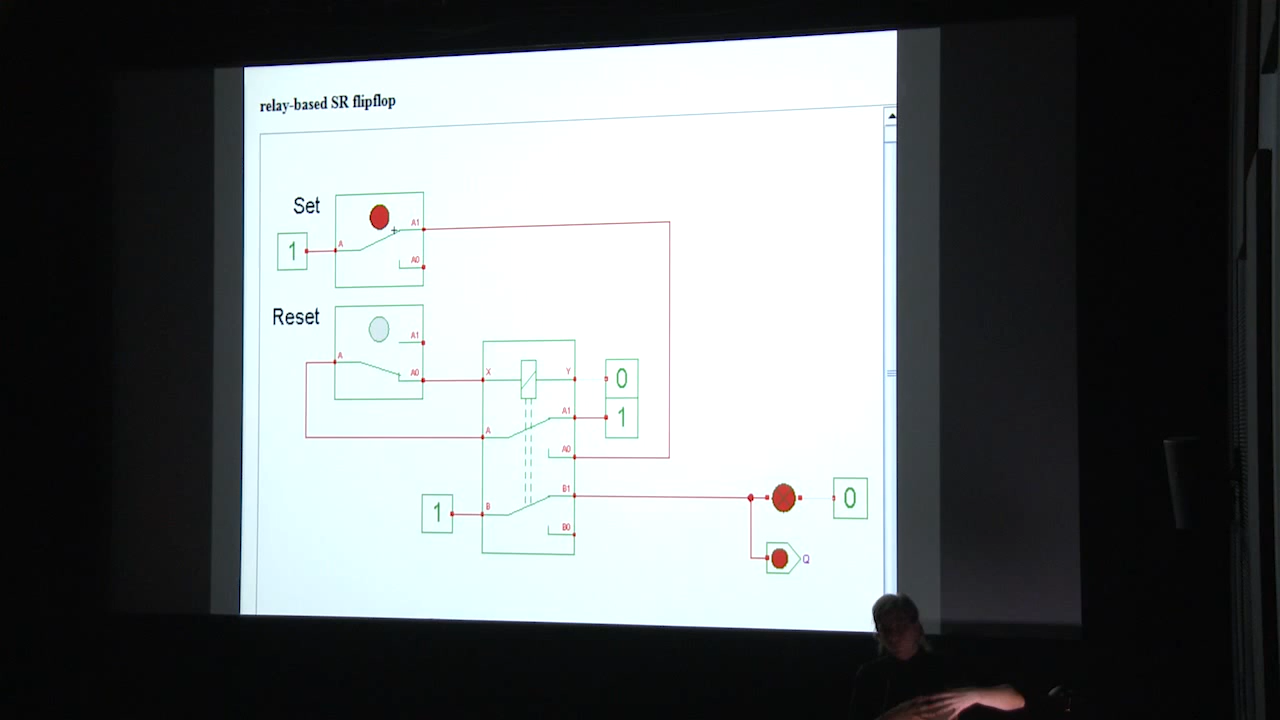 relay-based SR flipflop
Set
A1
A
1
A0
Reset
A1
A
A0
X
Y
0
A1
1
A
A0
B1
B
1
0
B0
Q